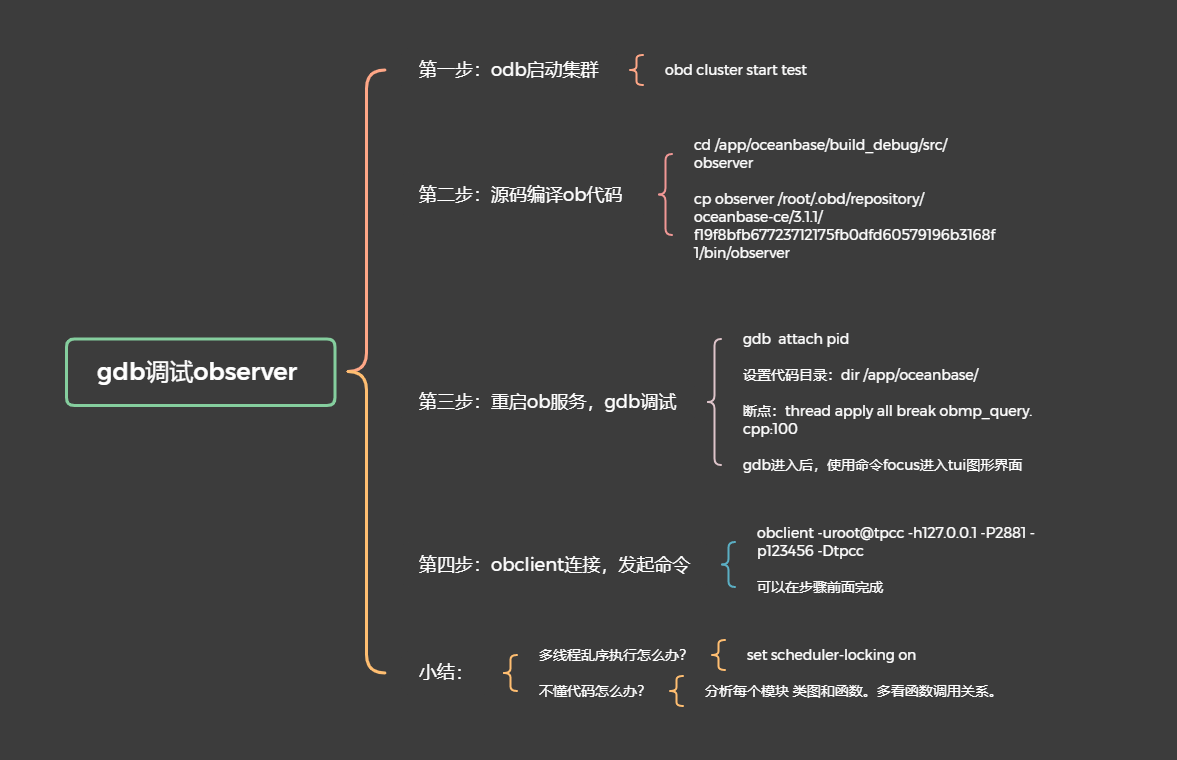 gdb调试observer
第一步：odb启动集群
obd cluster start test
第二步：源码编译ob代码
cd /app/oceanbase/build_debug/src/
observer
cp observer /root/.obd/repository/
oceanbase-ce/3.1.1/
f19f8bfb67723712175fb0dfd60579196b3168f
1/bin/observer
第三步：重启ob服务，gdb调试
gdb  attach pid
设置代码目录：dir /app/oceanbase/
断点：thread apply all break obmp_query.
cpp:100
gdb进入后，使用命令focus进入tui图形界面
第四步：obclient连接，发起命令
obclient -uroot@tpcc -h127.0.0.1 -P2881 -
p123456 -Dtpcc
可以在步骤前面完成
小结：
多线程乱序执行怎么办？
set scheduler-locking on
不懂代码怎么办？
分析每个模块 类图和函数。多看函数调用关系。